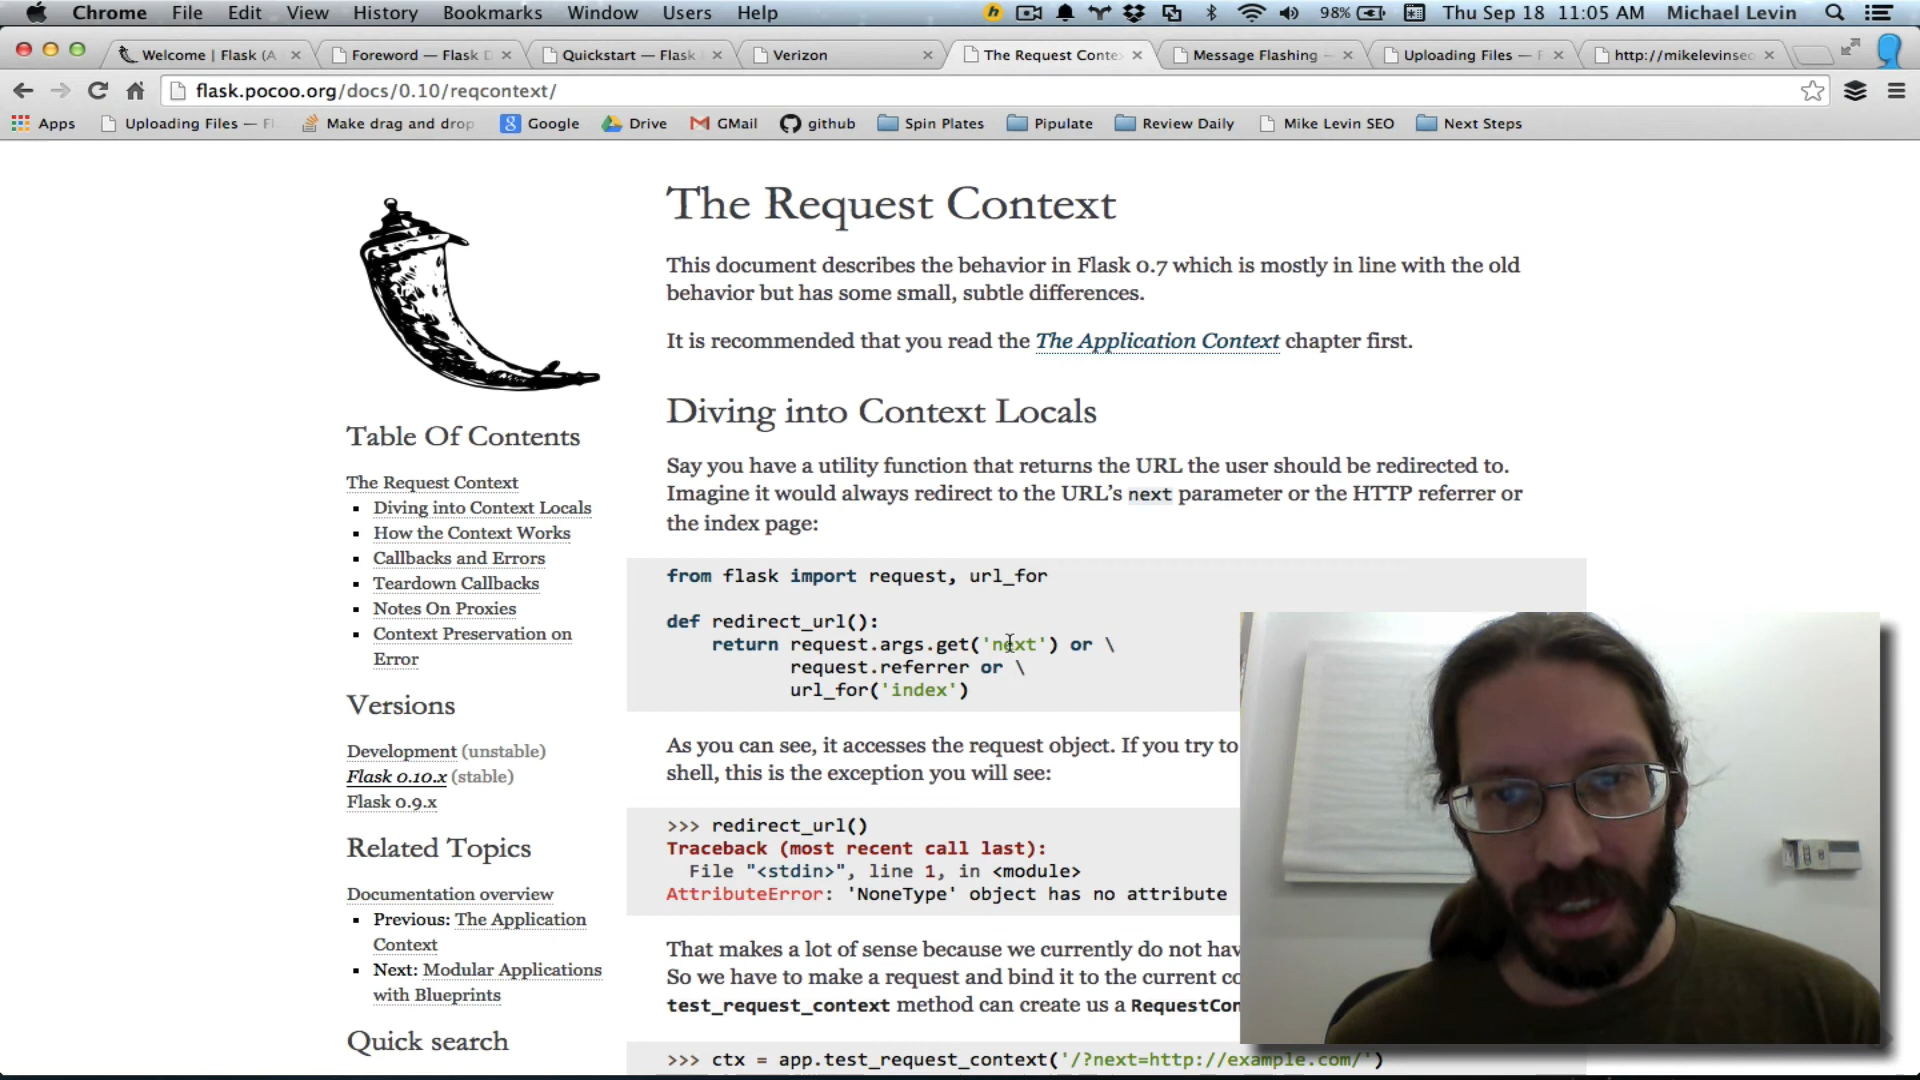 Chrome File Edit View History Bookmarks Window Users Help 98% Thu Sep 18 11:05 AM Michael Levin
Welcome | Flask (A Foreword — Flask D Quickstart — Flask Verizon The Request Conte Message Flashing — Uploading Files — F http://mikelevinseo
flask.pocoo.org/docs/0.10/reqcontext/
Apps Uploading Files — Fl Make drag and drop Google Drive GMail github Spin Plates Pipulate Review Daily Mike Levin SEO Next Steps
The Request Context
This document describes the behavior in Flask 0.7 which is mostly in line with the old
behavior but has some small, subtle differences.
It is recommended that you read the The Application Context chapter first.
Diving into Context Locals
Say you have a utility function that returns the URL the user should be redirected to.
Imagine it would always redirect to the URL’s next parameter or the HTTP referrer or
the index page:
from flask import request, url_for
def redirect_url():
return request.args.get('next') or \
request.referrer or \
url_for('index')
As you can see, it accesses the request object. If you try to
shell, this is the exception you will see:
>>> redirect_url()
Traceback (most recent call last):
File "<stdin>", line 1, in <module>
AttributeError: 'NoneType' object has no attribute
That makes a lot of sense because we currently do not hav
So we have to make a request and bind it to the current co
test_request_context method can create us a RequestCon
>>> ctx = app.test_request_context('/?next=http://example.com/')
Table Of Contents
The Request Context
Diving into Context Locals
How the Context Works
Callbacks and Errors
Teardown Callbacks
Notes On Proxies
Context Preservation on
Error
Versions
Development (unstable)
Flask 0.10.x (stable)
Flask 0.9.x
Related Topics
Documentation overview
Previous: The Application
Context
Next: Modular Applications
with Blueprints
Quick search